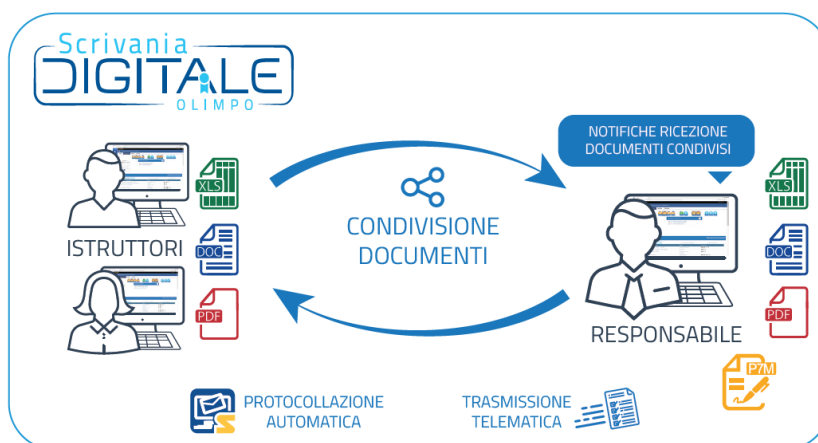 Scrivania
DIGITALE
OLIMPO
NOTIFICHE RICEZIONE
DOCUMENTI CONDIVISI
XLS
DOC
PDF
ISTRUTTORI
CONDIVISIONE
DOCUMENTI
XLS
DOC
PDF
RESPONSABILE
P7M
PROTOCOLLAZIONE
AUTOMATICA
TRASMISSIONE
TELEMATICA